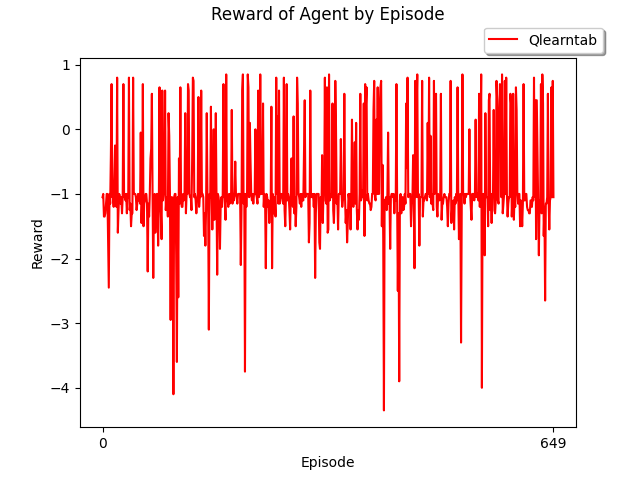 Reward of Agent by Episode
Qlearntab
1
0
−1
−2
−3
−4
Reward
0
649
Episode